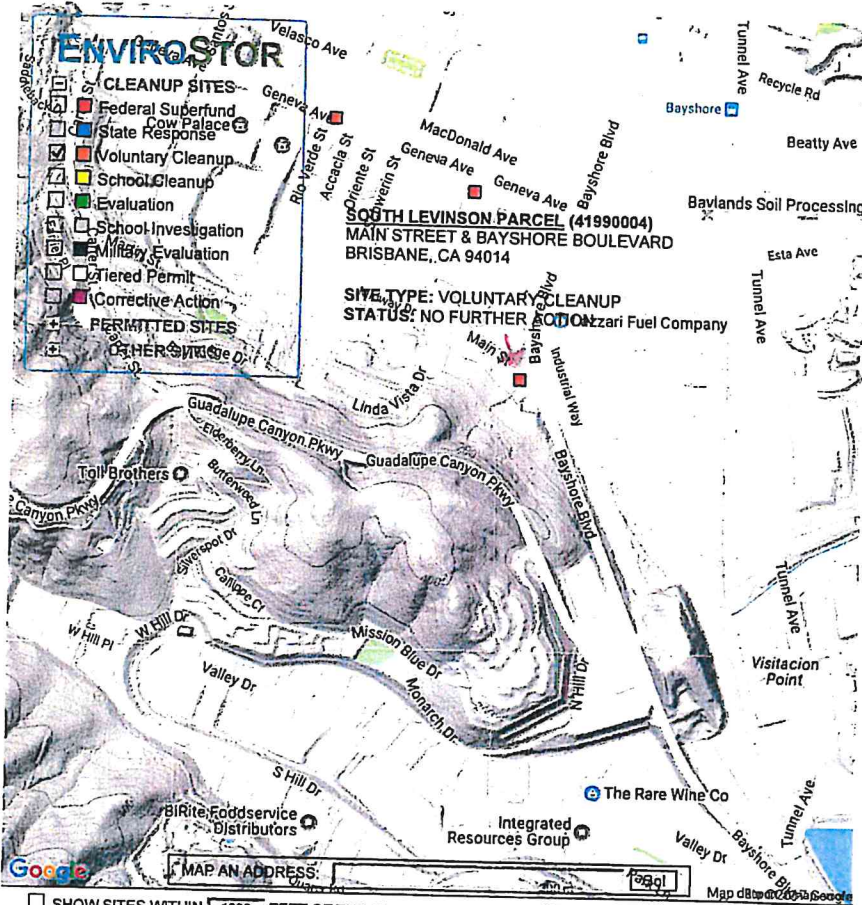 ENVIROSTOR
CLEANUP SITES
Federal Superfund
State Response
Voluntary Cleanup
School Cleanup
Evaluation
School Investigation
Military Evaluation
Tiered Permit
Corrective Action
PERMITTED SITES
OTHER SITES
Velasco Ave
Geneva Ave
Cow Palace
Rio Verde St
Accacia St
Oriente St
MacDonald Ave
Geneva Ave
Geneva Ave
Bayshore Blvd
Tunnel Ave
Recycle Rd
Bayshore
Beatty Ave
Baylands Soil Processing
Esta Ave
Tunnel Ave
SOUTH LEVINSON PARCEL (41990004)
MAIN STREET & BAYSHORE BOULEVARD
BRISBANE, CA 94014
SITE TYPE: VOLUNTARY CLEANUP
STATUS: NO FURTHER ACTION
Fuel Company
Bayshore Blvd
Main St
Industrial Way
Linda Vista Dr
Guadalupe Canyon Pkwy
Guadalupe Canyon Pkwy
Elderberry Ln
Buttonwood Ln
Toll Brothers
Canyon Pkwy
Silverspot Dr
Calliope Ct
Bayshore Blvd
Tunnel Ave
W Hill Pl
W Hill Dr
Mission Blue Dr
Valley Dr
Monarch Dr
N Hill Dr
Visitacion
Point
S Hill Dr
The Rare Wine Co
BiRite Foodservice
Distributors
Integrated
Resources Group
Valley Dr
Bayshore Blvd
Tunnel Ave
Google
MAP AN ADDRESS:
Go!
SHOW SITES WITHIN